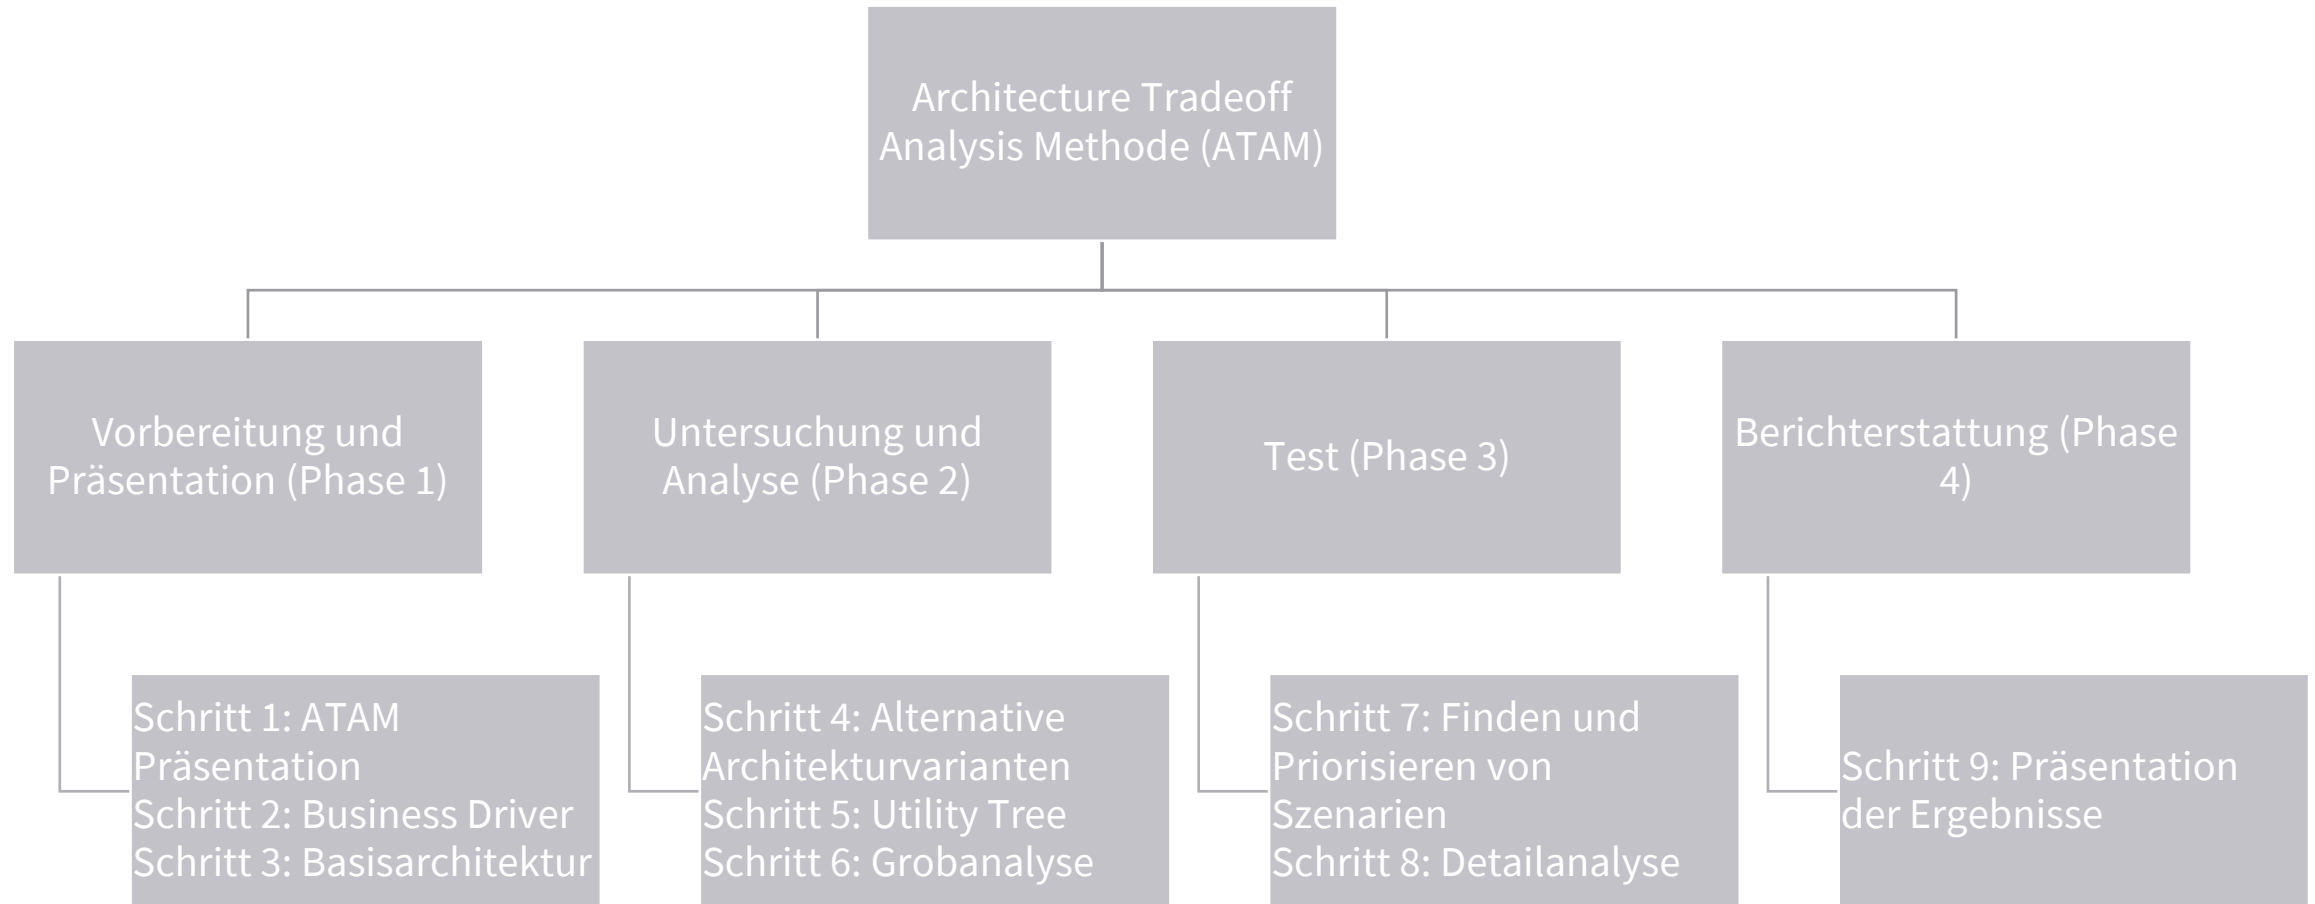 Architecture Tradeoff
Analysis Methode (ATAM)
Vorbereitung und
Präsentation (Phase 1)
Untersuchung und
Analyse (Phase 2)
Test (Phase 3)
Berichterstattung (Phase
4)
Schritt 1: ATAM
Präsentation
Schritt 2: Business Driver
Schritt 3: Basisarchitektur
Schritt 4: Alternative
Architekturvarianten
Schritt 5: Utility Tree
Schritt 6: Grobanalyse
Schritt 7: Finden und
Priorisieren von
Szenarien
Schritt 8: Detailanalyse
Schritt 9: Präsentation
der Ergebnisse